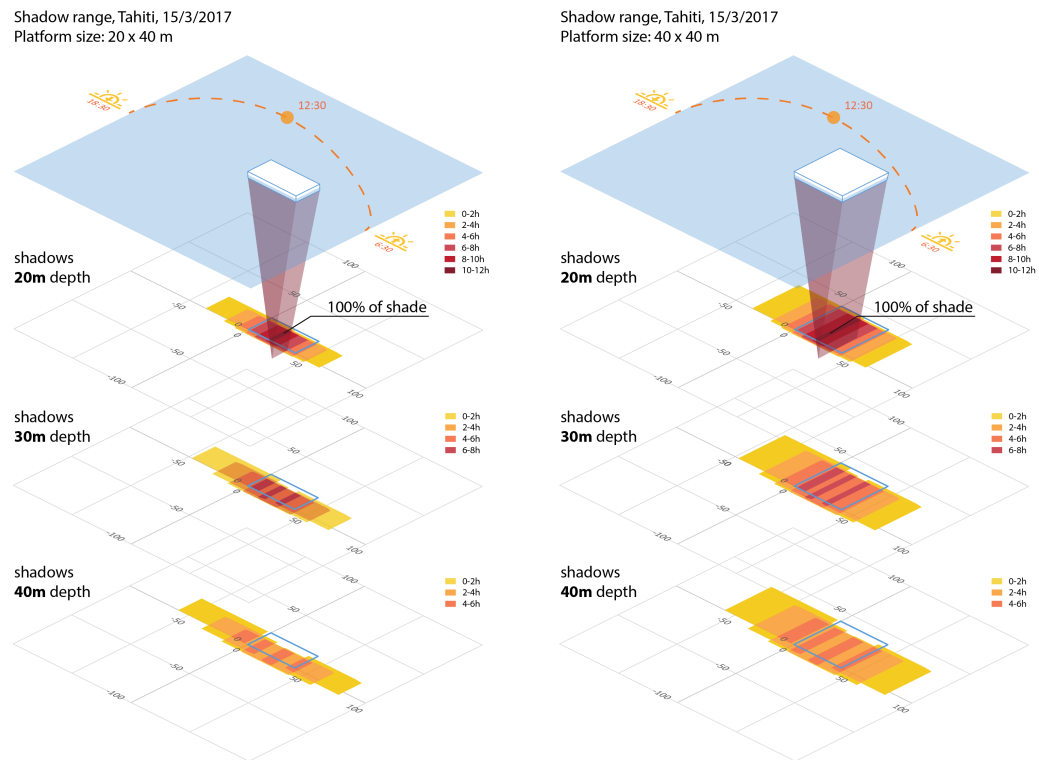 Shadow range, Tahiti, 15/3/2017
Platform size: 20 x 40 m
18:30
12:30
6:30
0-2h
2-4h
4-6h
6-8h
8-10h
10-12h
shadows
20m depth
100% of shade
100
50
-50
0
0
-50
50
-100
100
shadows
30m depth
0-2h
2-4h
4-6h
6-8h
100
50
-50
0
0
-50
50
-100
100
shadows
40m depth
0-2h
2-4h
4-6h
100
50
-50
0
0
-50
50
-100
100
Shadow range, Tahiti, 15/3/2017
Platform size: 40 x 40 m
18:30
12:30
6:30
0-2h
2-4h
4-6h
6-8h
8-10h
10-12h
shadows
20m depth
100% of shade
100
50
-50
0
0
-50
50
-100
100
shadows
30m depth
0-2h
2-4h
4-6h
6-8h
100
50
-50
0
0
-50
50
-100
100
shadows
40m depth
0-2h
2-4h
4-6h
100
50
-50
0
0
-50
50
-100
100